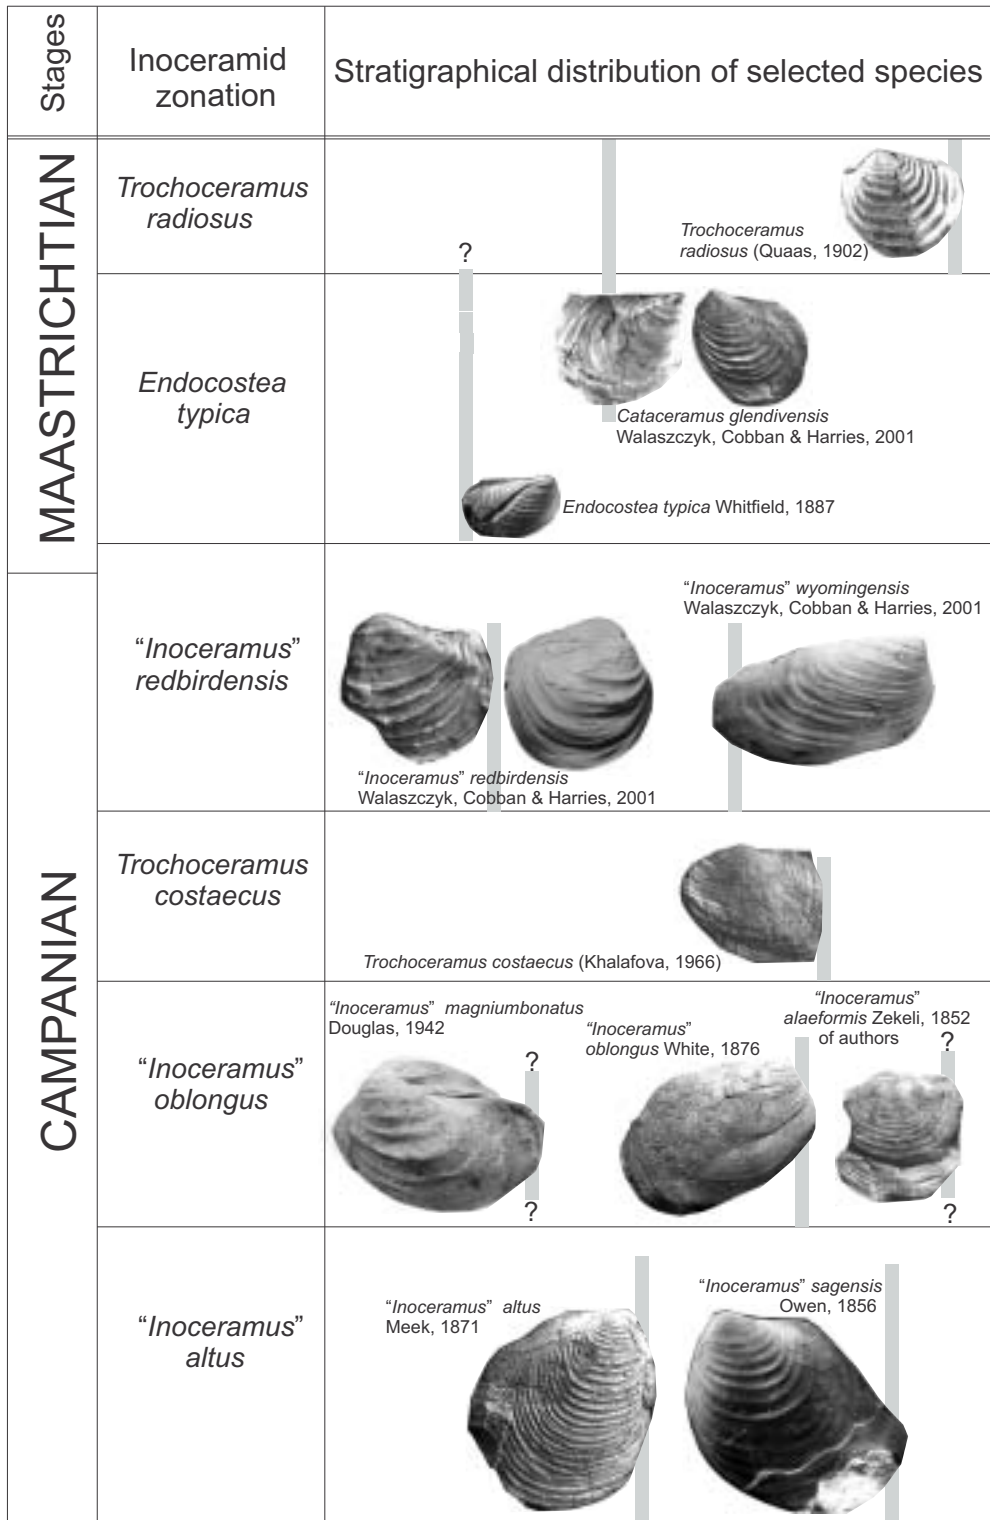 Stages
Inoceramid
zonation
Stratigraphical distribution of selected species
MAASTRICHTIAN
Trochoceramus
radiosus
Trochoceramus
radiosus (Quaas, 1902)
?
Endocostea
typica
Cataceramus glendivensis
Walaszczyk, Cobban & Harries, 2001
Endocostea typica Whitfield, 1887
CAMPANIAN
“Inoceramus”
redbirdensis
“Inoceramus” wyomingensis
Walaszczyk, Cobban & Harries, 2001
“Inoceramus” redbirdensis
Walaszczyk, Cobban & Harries, 2001
Trochoceramus
costaecus
Trochoceramus costaecus (Khalafova, 1966)
“Inoceramus”
oblongus
“Inoceramus” magniumbonatus
Douglas, 1942
?
?
“Inoceramus”
oblongus White, 1876
“Inoceramus”
alaeformis Zekeli, 1852
of authors
?
?
“Inoceramus”
altus
“Inoceramus” altus
Meek, 1871
“Inoceramus” sagensis
Owen, 1856